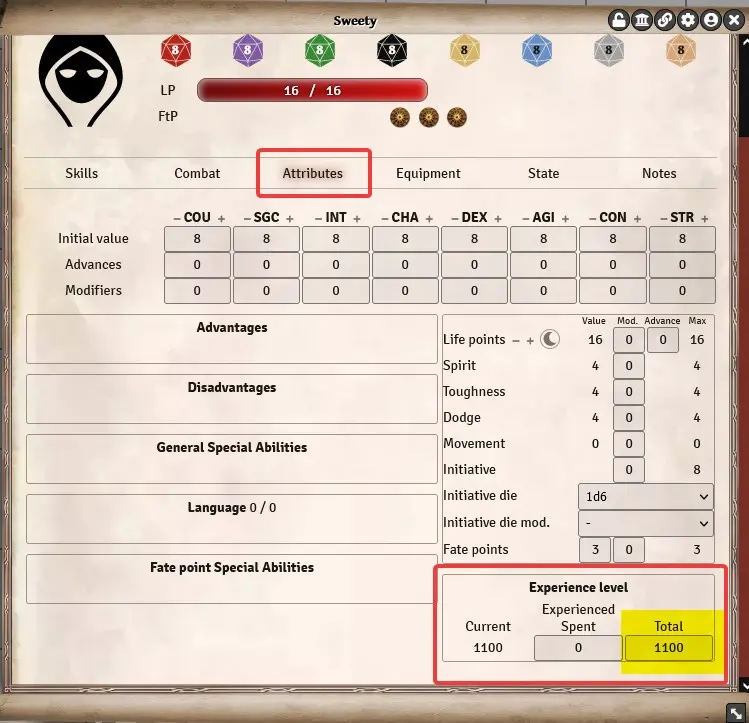 Sweety
8 8 8 8 8 8 8 8
LP 16 / 16
FtP
Skills Combat Attributes Equipment State Notes
− COU + − SGC + − INT + − CHA + − DEX + − AGI + − CON + − STR +
Initial value 8 8 8 8 8 8 8 8
Advances 0 0 0 0 0 0 0 0
Modifiers 0 0 0 0 0 0 0 0
Advantages
Disadvantages
General Special Abilities
Language 0 / 0
Fate point Special Abilities
Value Mod. Advance Max
Life points − + 16 0 0 16
Spirit 4 0 4
Toughness 4 0 4
Dodge 4 0 4
Movement 0 0 0
Initiative 0 8
Initiative die 1d6
Initiative die mod. -
Fate points 3 0 3
Experience level
Experienced
Current Spent Total
1100 0 1100